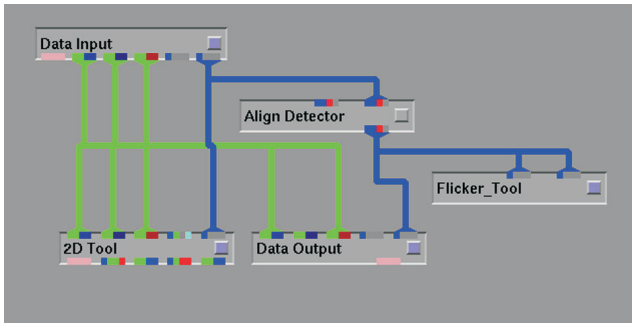 Data Input
Align Detector
Flicker_Tool
2D Tool
Data Output